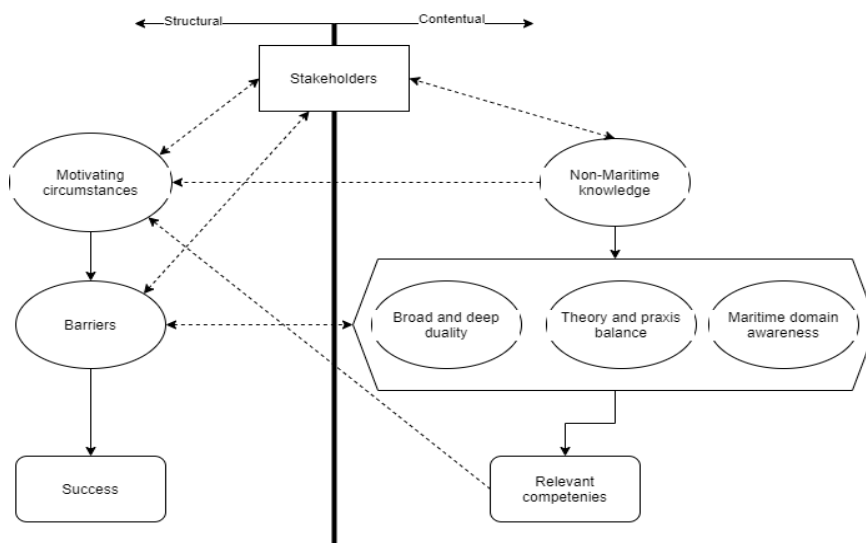 Structural
Contentual
Stakeholders
Motivating
circumstances
Non-Maritime
knowledge
Barriers
Broad and deep
duality
Theory and praxis
balance
Maritime domain
awareness
Success
Relevant
competenies